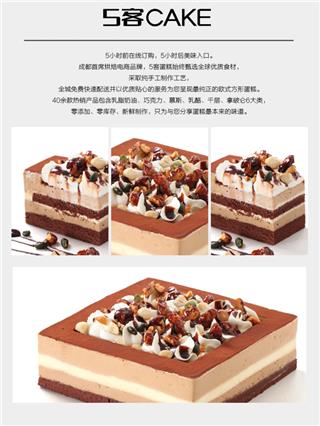 5客CAKE
5小时前在线订购，5小时后美味入口。
成都首席烘焙电商品牌，5客蛋糕始终甄选全球优质食材，
采取纯手工制作工艺，
全城免费快速配送并以优质贴心的服务为您呈现最纯正的欧式方形蛋糕。
40余款热销产品包含乳脂奶油、巧克力、慕斯、乳酪、千层、拿破仑6大类，
零添加、零库存、新鲜制作，只为与您分享蛋糕最本来的味道。